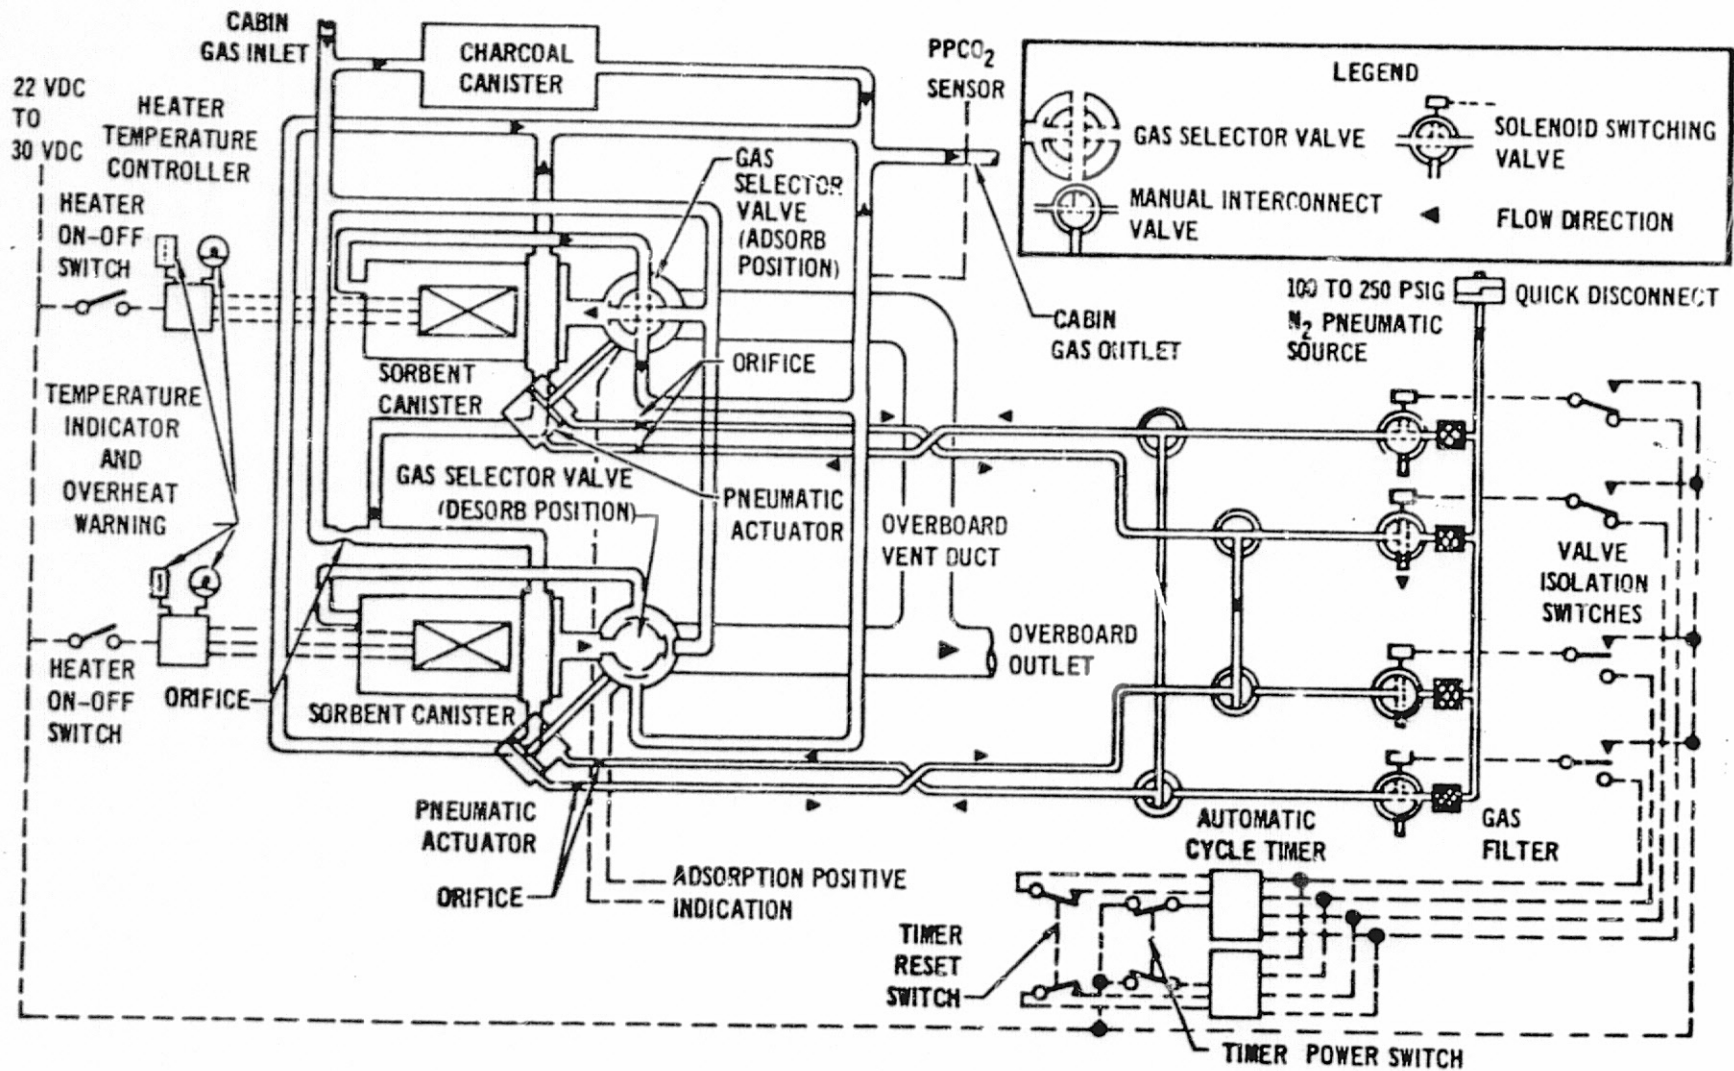 CABIN
GAS INLET
CHARCOAL
CANISTER
PPCO2
SENSOR
LEGEND
GAS SELECTOR VALVE
SOLENOID SWITCHING
VALVE
MANUAL INTERCONNECT
VALVE
FLOW DIRECTION
22 VDC
TO
30 VDC
HEATER
TEMPERATURE
CONTROLLER
HEATER
ON-OFF
SWITCH
GAS
SELECTOR
VALVE
(ADSORB
POSITION)
100 TO 250 PSIG
N2 PNEUMATIC
SOURCE
QUICK DISCONNECT
CABIN
GAS OUTLET
ORIFICE
SORBENT
CANISTER
TEMPERATURE
INDICATOR
AND
OVERHEAT
WARNING
GAS SELECTOR VALVE
(DESORB POSITION)
PNEUMATIC
ACTUATOR
OVERBOARD
VENT DUCT
VALVE
ISOLATION
SWITCHES
OVERBOARD
OUTLET
HEATER
ON-OFF
SWITCH
ORIFICE
SORBENT CANISTER
PNEUMATIC
ACTUATOR
ORIFICE
ADSORPTION POSITIVE
INDICATION
AUTOMATIC
CYCLE TIMER
GAS
FILTER
TIMER
RESET
SWITCH
TIMER POWER SWITCH